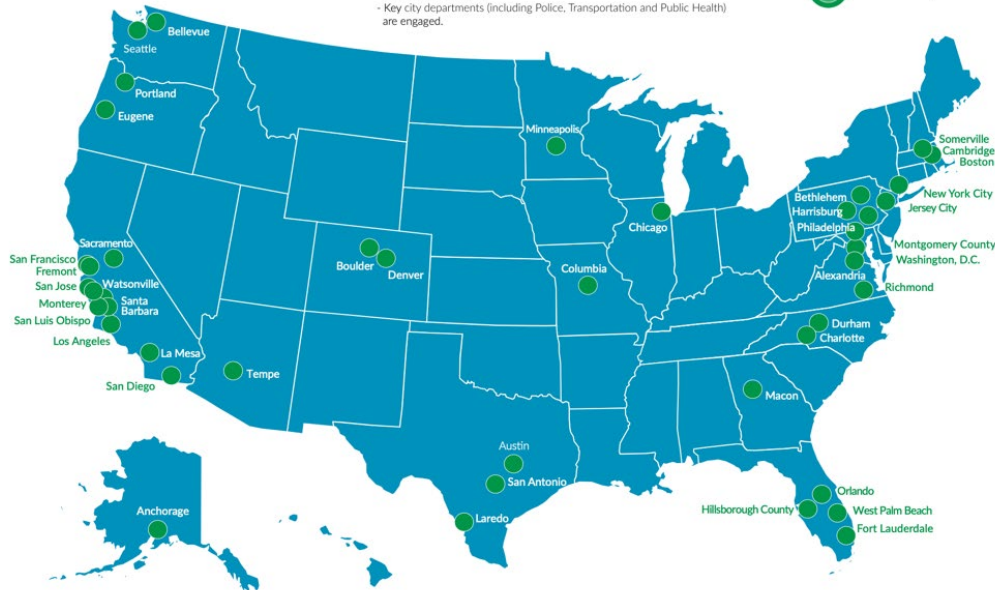 - Key city departments (including Police, Transportation and Public Health)
are engaged.
Bellevue
Seattle
Portland
Eugene
Minneapolis
Somerville
Cambridge
Boston
New York City
Jersey City
Bethlehem
Harrisburg
Philadelphia
Chicago
Montgomery County
Washington, D.C.
Alexandria
Richmond
Sacramento
San Francisco
Fremont
San Jose
Watsonville
Monterey
Santa
Barbara
San Luis Obispo
Los Angeles
La Mesa
San Diego
Boulder
Denver
Columbia
Tempe
Durham
Charlotte
Macon
Austin
San Antonio
Laredo
Orlando
Hillsborough County
West Palm Beach
Fort Lauderdale
Anchorage